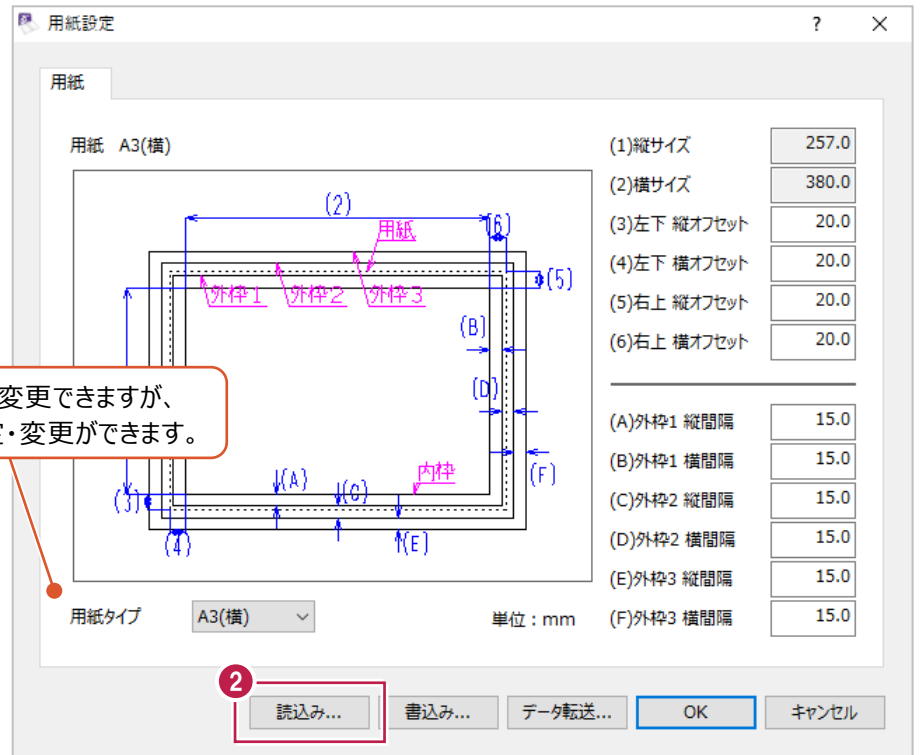 用紙設定
?
用紙
用紙 A3(横)
(1)縦サイズ 257.0
(2)横サイズ 380.0
(3)左下 縦オフセット 20.0
(4)左下 横オフセット 20.0
(5)右上 縦オフセット 20.0
(6)右上 横オフセット 20.0
(2)
用紙
(6)
(5)
外枠1
外枠2
外枠3
(B)
(D)
変更できますが、
・変更ができます。
(A)外枠1 縦間隔 15.0
(B)外枠1 横間隔 15.0
(C)外枠2 縦間隔 15.0
(D)外枠2 横間隔 15.0
(E)外枠3 縦間隔 15.0
(F)外枠3 横間隔 15.0
内枠
(F)
(A)
(C)
(3)
(4)
(E)
用紙タイプ A3(横)
単位：mm
2
読込み...
書込み...
データ転送...
OK
キャンセル